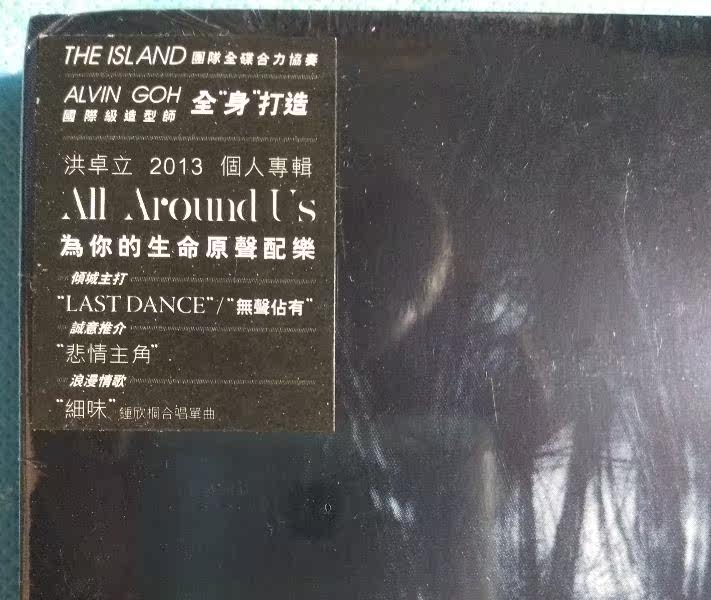 THE ISLAND 團隊全碟合力協奏
ALVIN GOH 國際級造型師 全"身"打造
洪卓立 2013 個人專輯
All Around Us
為你的生命原聲配樂
傾城主打
"LAST DANCE"/"無聲佔有"
誠意推介
"悲情主角".
浪漫情歌
"細味" 鍾欣桐合唱單曲